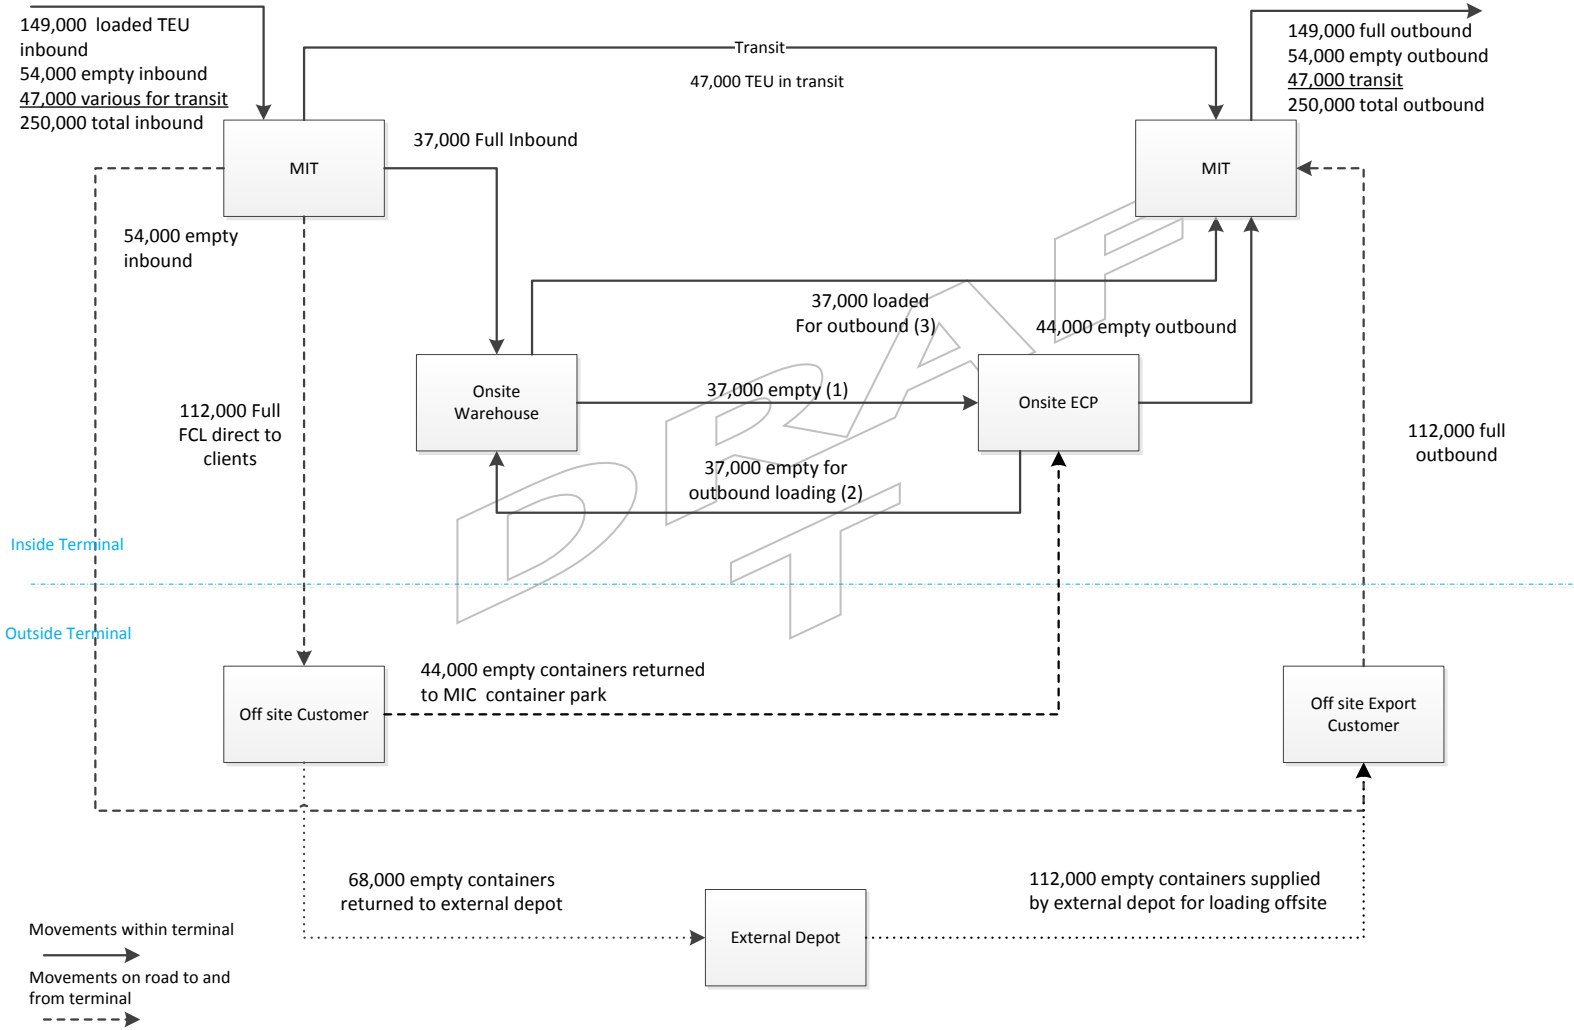 149,000 loaded TEU
inbound
54,000 empty inbound
47,000 various for transit
250,000 total inbound
Transit
47,000 TEU in transit
149,000 full outbound
54,000 empty outbound
47,000 transit
250,000 total outbound
MIT
37,000 Full Inbound
MIT
54,000 empty
inbound
37,000 loaded
For outbound (3)
44,000 empty outbound
Onsite
Warehouse
37,000 empty (1)
Onsite ECP
112,000 Full
FCL direct to
clients
37,000 empty for
outbound loading (2)
112,000 full
outbound
DRAF
T
Inside Terminal
Outside Terminal
44,000 empty containers returned
to MIC container park
Off site Customer
Off site Export
Customer
68,000 empty containers
returned to external depot
External Depot
112,000 empty containers supplied
by external depot for loading offsite
Movements within terminal
Movements on road to and
from terminal